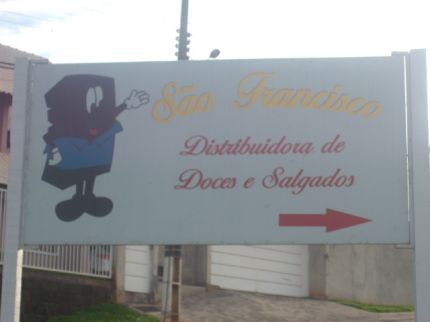 São Francisco
Distribuidora de
Doces e Salgados